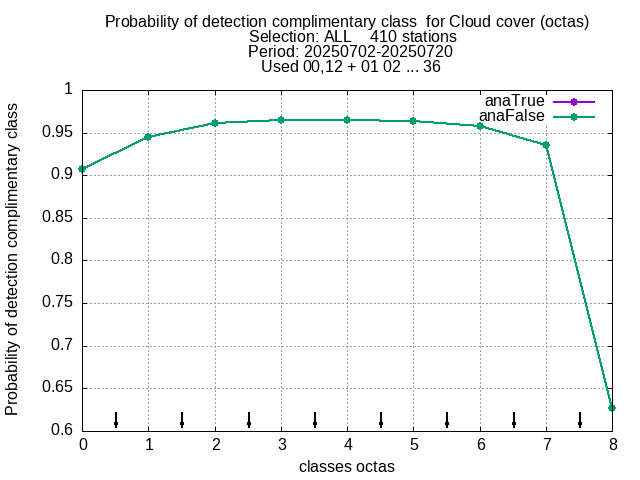 Probability of detection complimentary class  for Cloud cover (octas)
Selection: ALL    410 stations
Period: 20250702-20250720
Used 00,12 + 01 02 ... 36
Probability of detection complimentary class
1
0.95
0.9
0.85
0.8
0.75
0.7
0.65
0.6
anaTrue
anaFalse
0 1 2 3 4 5 6 7 8
classes octas